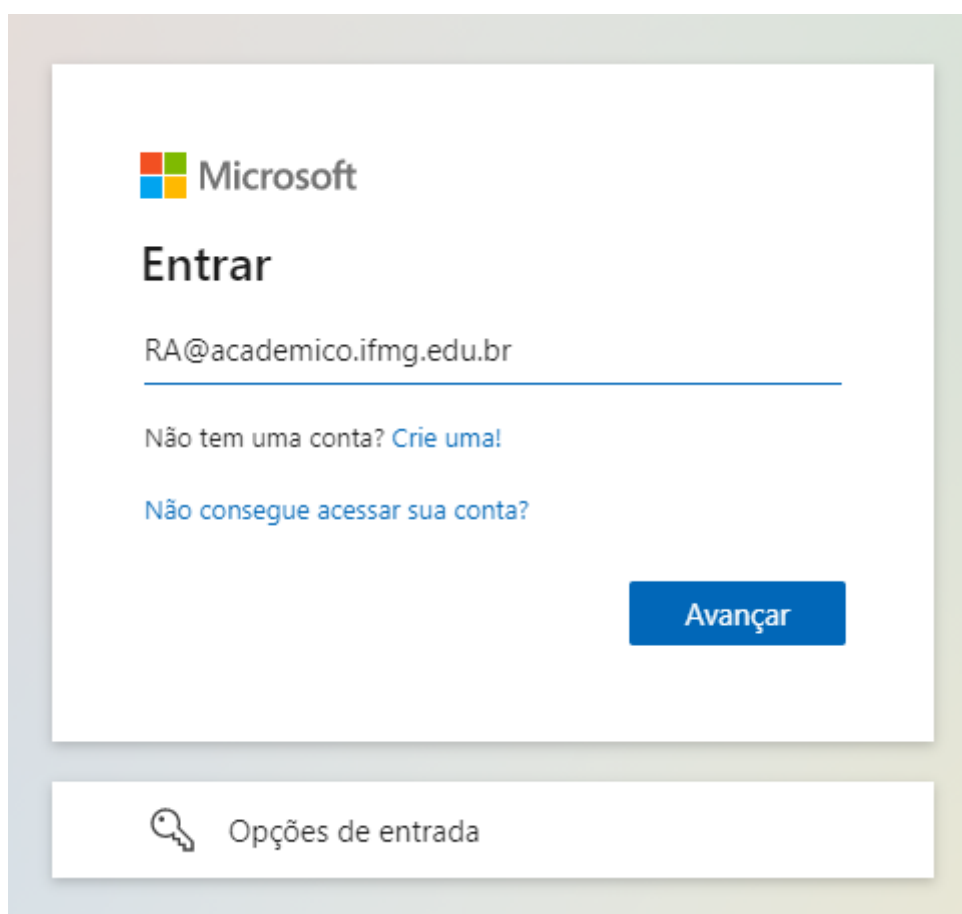 Microsoft
Entrar
RA@academico.ifmg.edu.br
Não tem uma conta? Crie uma!
Não consegue acessar sua conta?
Avançar
Opções de entrada